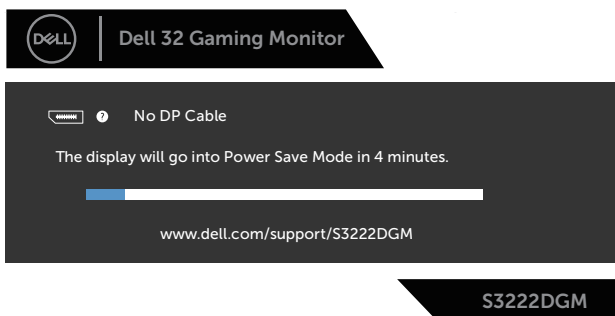 DELL
Dell 32 Gaming Monitor
? No DP Cable
The display will go into Power Save Mode in 4 minutes.
www.dell.com/support/S3222DGM
S3222DGM